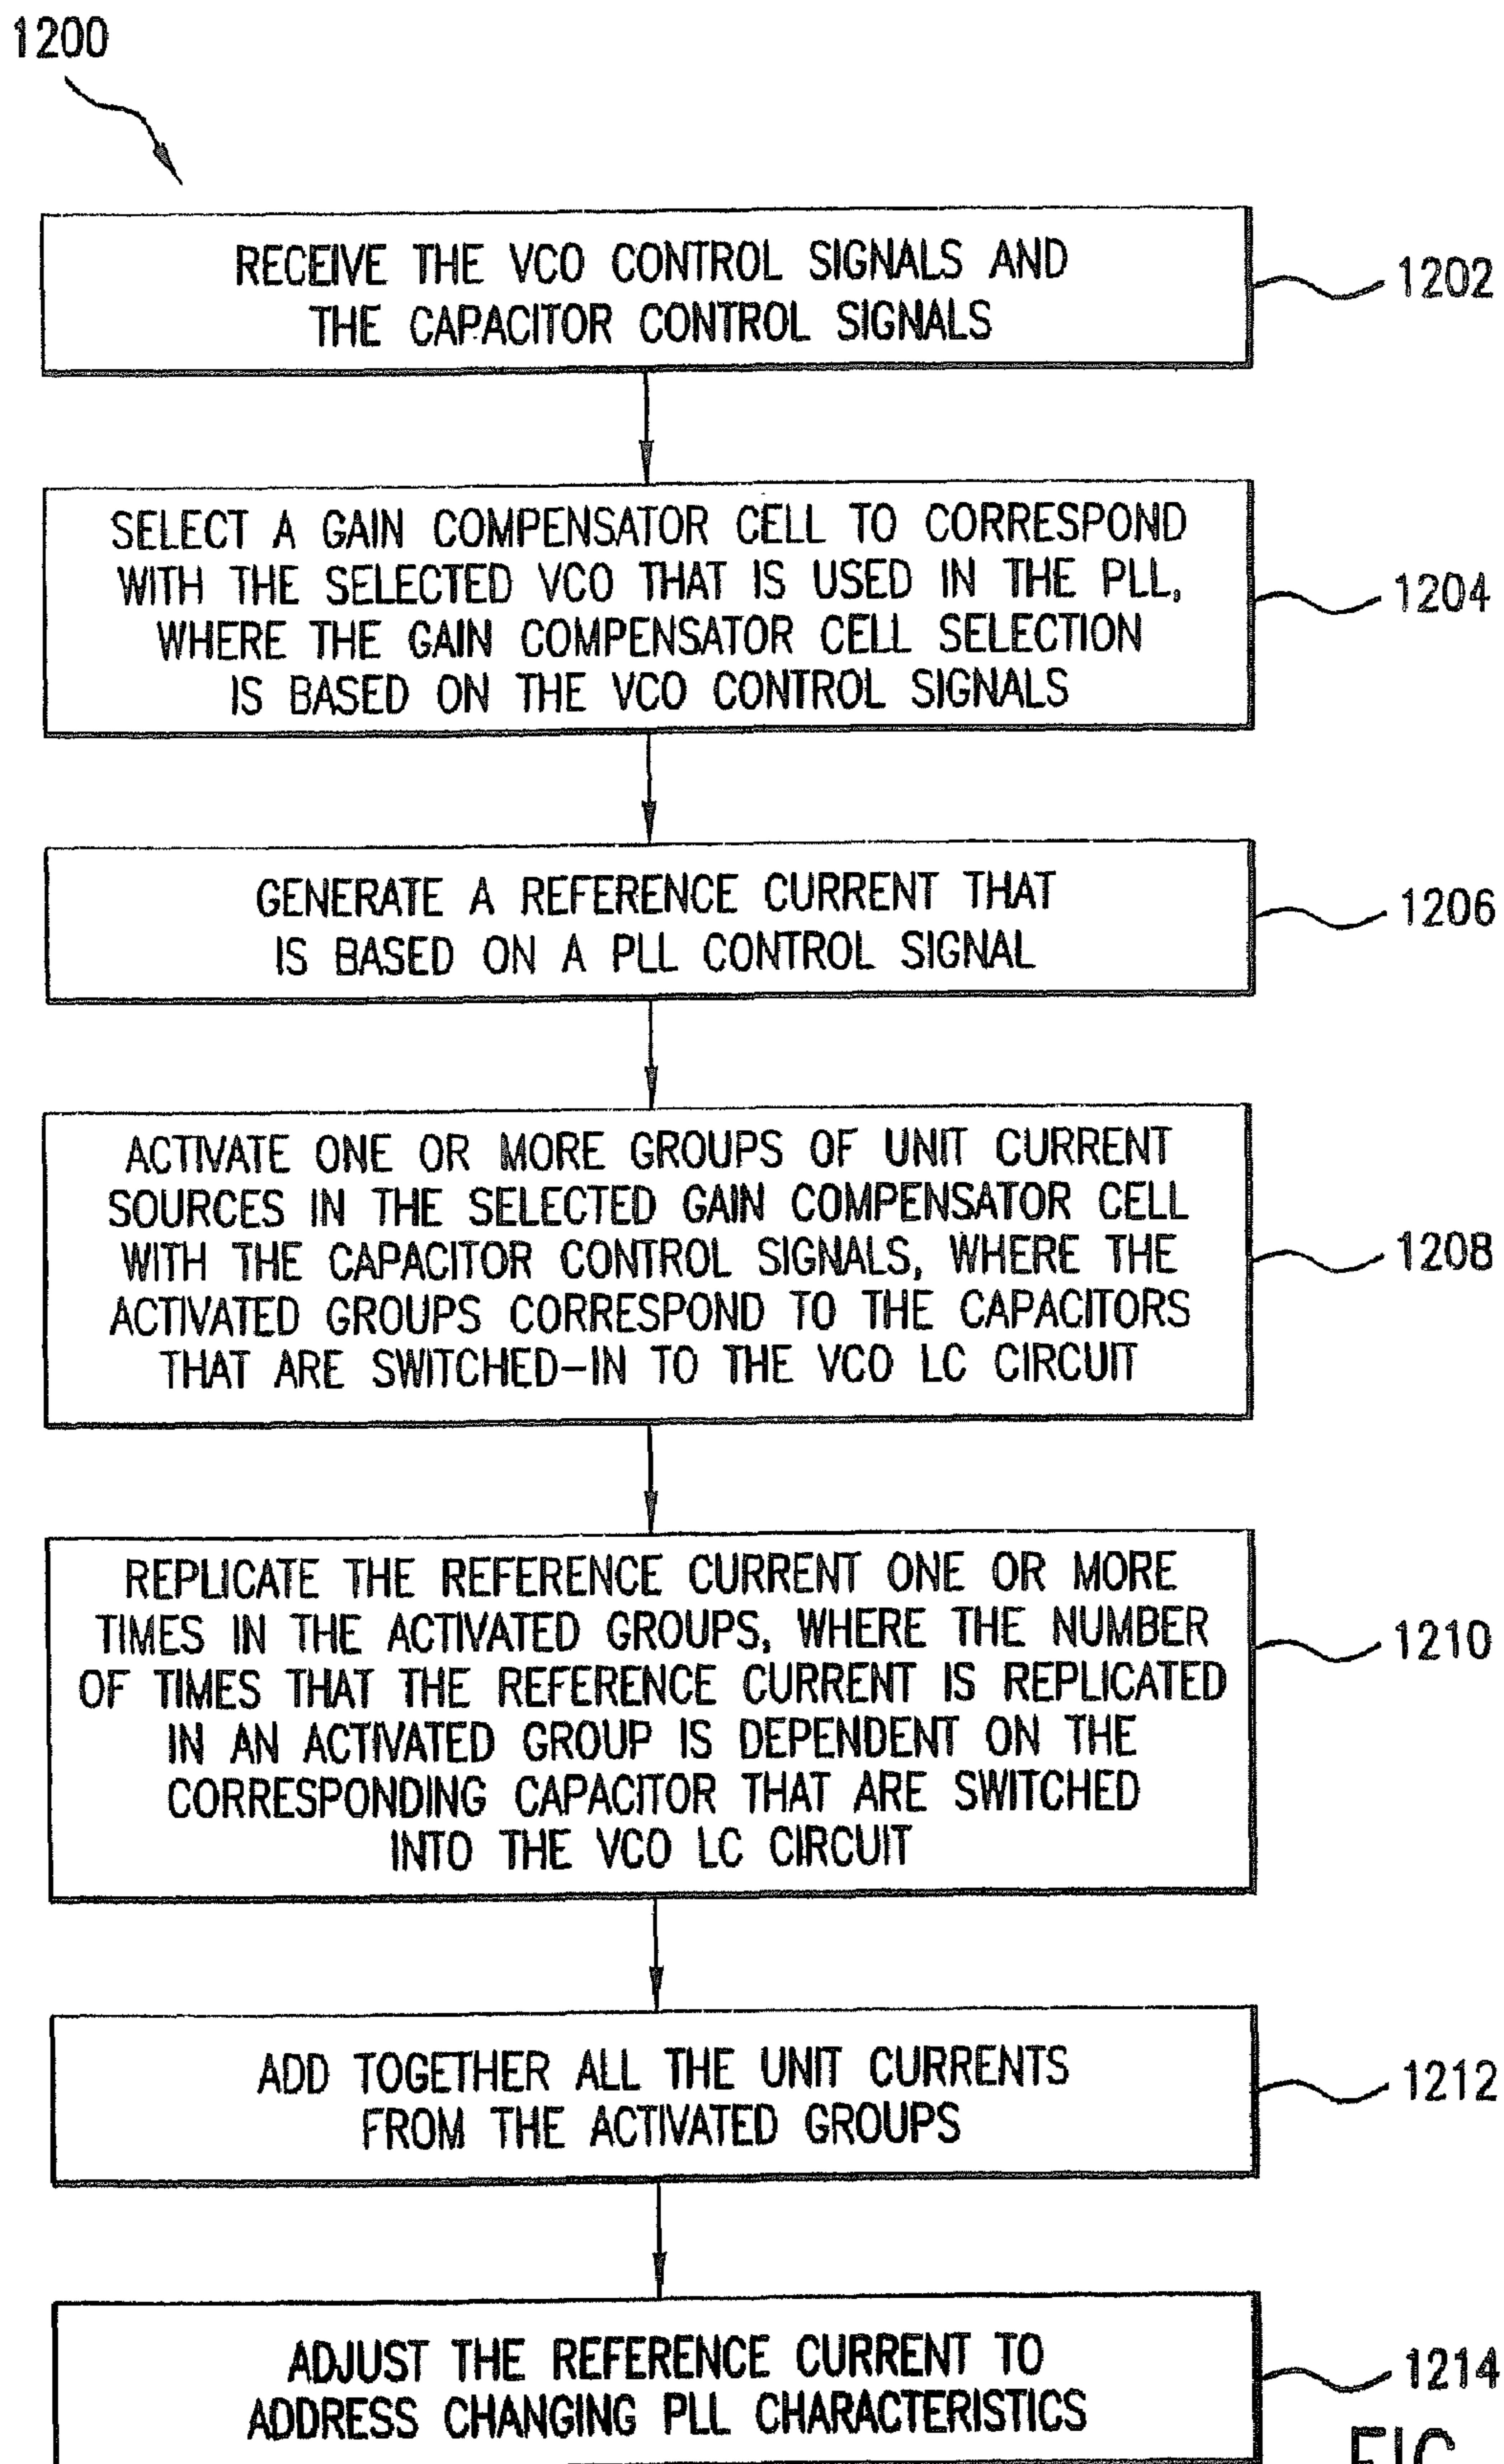 1200
RECEIVE THE VCO CONTROL SIGNALS AND
THE CAPACITOR CONTROL SIGNALS
1202
SELECT A GAIN COMPENSATOR CELL TO CORRESPOND
WITH THE SELECTED VCO THAT IS USED IN THE PLL,
WHERE THE GAIN COMPENSATOR CELL SELECTION
IS BASED ON THE VCO CONTROL SIGNALS
1204
GENERATE A REFERENCE CURRENT THAT
IS BASED ON A PLL CONTROL SIGNAL
1206
ACTIVATE ONE OR MORE GROUPS OF UNIT CURRENT
SOURCES IN THE SELECTED GAIN COMPENSATOR CELL
WITH THE CAPACITOR CONTROL SIGNALS, WHERE THE
ACTIVATED GROUPS CORRESPOND TO THE CAPACITORS
THAT ARE SWITCHED-IN TO THE VCO LC CIRCUIT
1208
REPLICATE THE REFERENCE CURRENT ONE OR MORE
TIMES IN THE ACTIVATED GROUPS, WHERE THE NUMBER
OF TIMES THAT THE REFERENCE CURRENT IS REPLICATED
IN AN ACTIVATED GROUP IS DEPENDENT ON THE
CORRESPONDING CAPACITOR THAT ARE SWITCHED
INTO THE VCO LC CIRCUIT
1210
ADD TOGETHER ALL THE UNIT CURRENTS
FROM THE ACTIVATED GROUPS
1212
ADJUST THE REFERENCE CURRENT TO
ADDRESS CHANGING PLL CHARACTERISTICS
1214
FIG